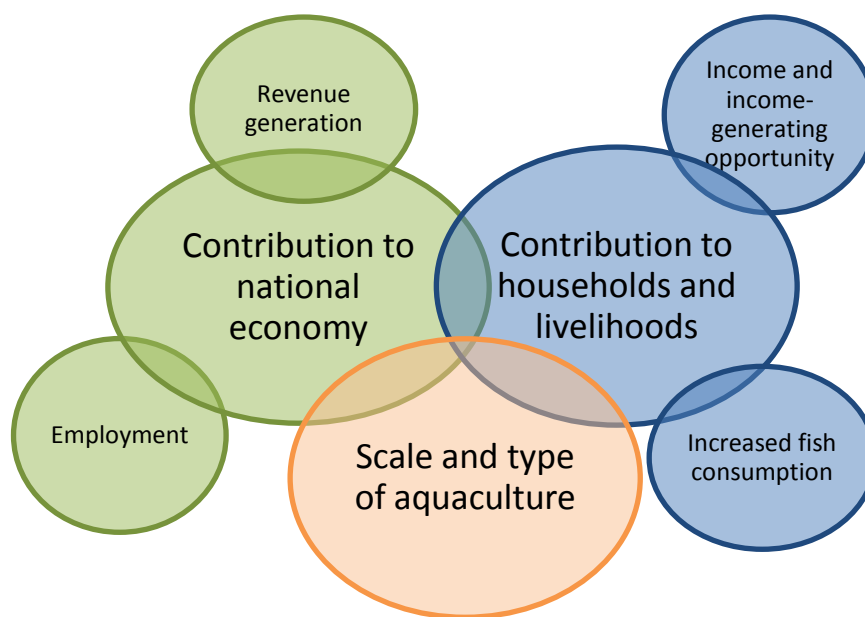 Revenue
generation
Income and
income-
generating
opportunity
Contribution to
national
economy
Contribution to
households and
livelihoods
Employment
Scale and type
of aquaculture
Increased fish
consumption